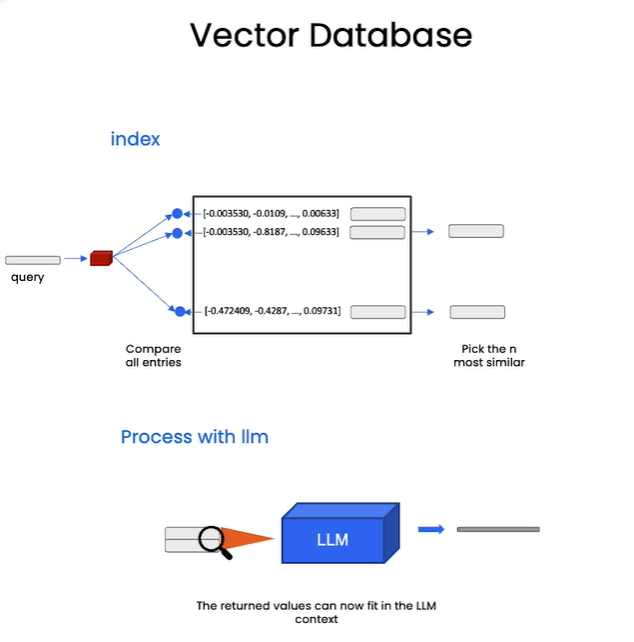 Vector Database
index
[-0.003530, -0.0109, ..., 0.00633]
[-0.003530, -0.8187, ..., 0.09633]
query
[-0.472409, -0.4287, ..., 0.09731]
Compare
all entries
Pick the n
most similar
Process with llm
LLM
The returned values can now fit in the LLM
context